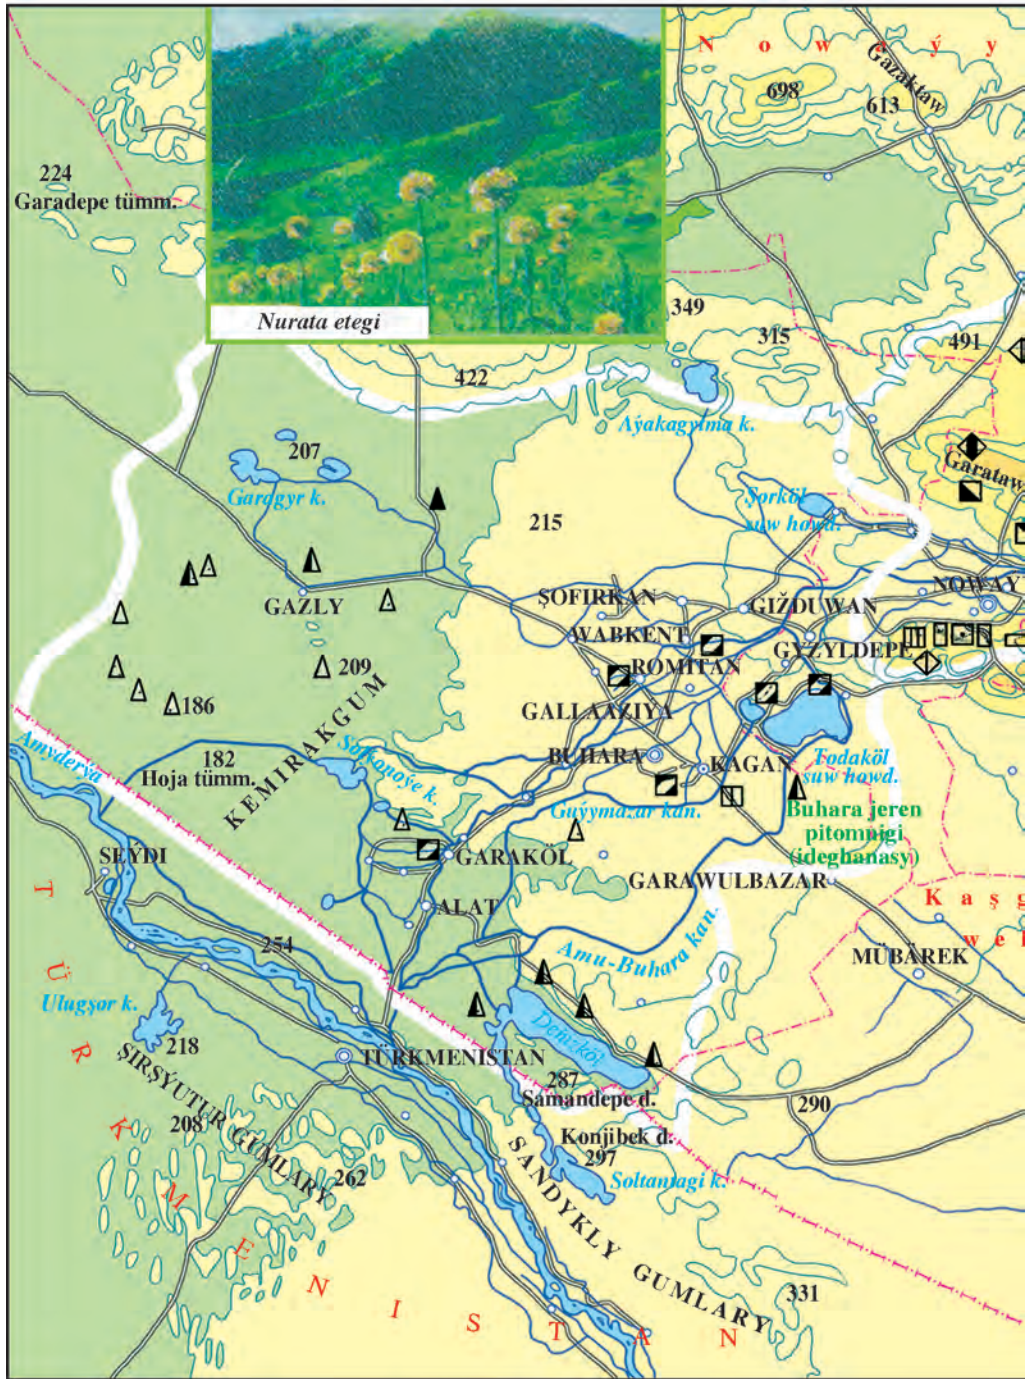 N o w a ý y
Gazaktaw
698
613
224
Garadepe tümm.
Nurata etegi
349
315
491
422
Aýakagytma k.
207
Garagyr k.
Garataw
Şorköl
suw howd.
215
GAZLY
ŞOFIRKAN
GIŽDUWAN
NOWAÝ
WABKENT
GYZYLDEPE
ROMITAN
209
186
GALLAAZIÝA
KEMIRAKGUM
BUHARA
KAGAN
Todaköl
suw howd.
Amyderýa
182
Hoja tümm.
Solkonoýe k.
Guýymazar kan.
Buhara jeren
pitomnigi
(ideghanasy)
SEÝDI
GARAKÖL
GARAWULBAZAR
ALAT
K a ş g
w e l
254
Amu-Buhara kan.
MÜBÄREK
Ulugşor k.
Deňizköl
218
TÜRKMENISTAN
287
Samandepe d.
290
ŞIRŞÝUTUR GUMLARY
208
262
Konjibek d.
297
Soltantagi k.
SANDYKLY GUMLARY
331
T Ü R K M E N I S T A N